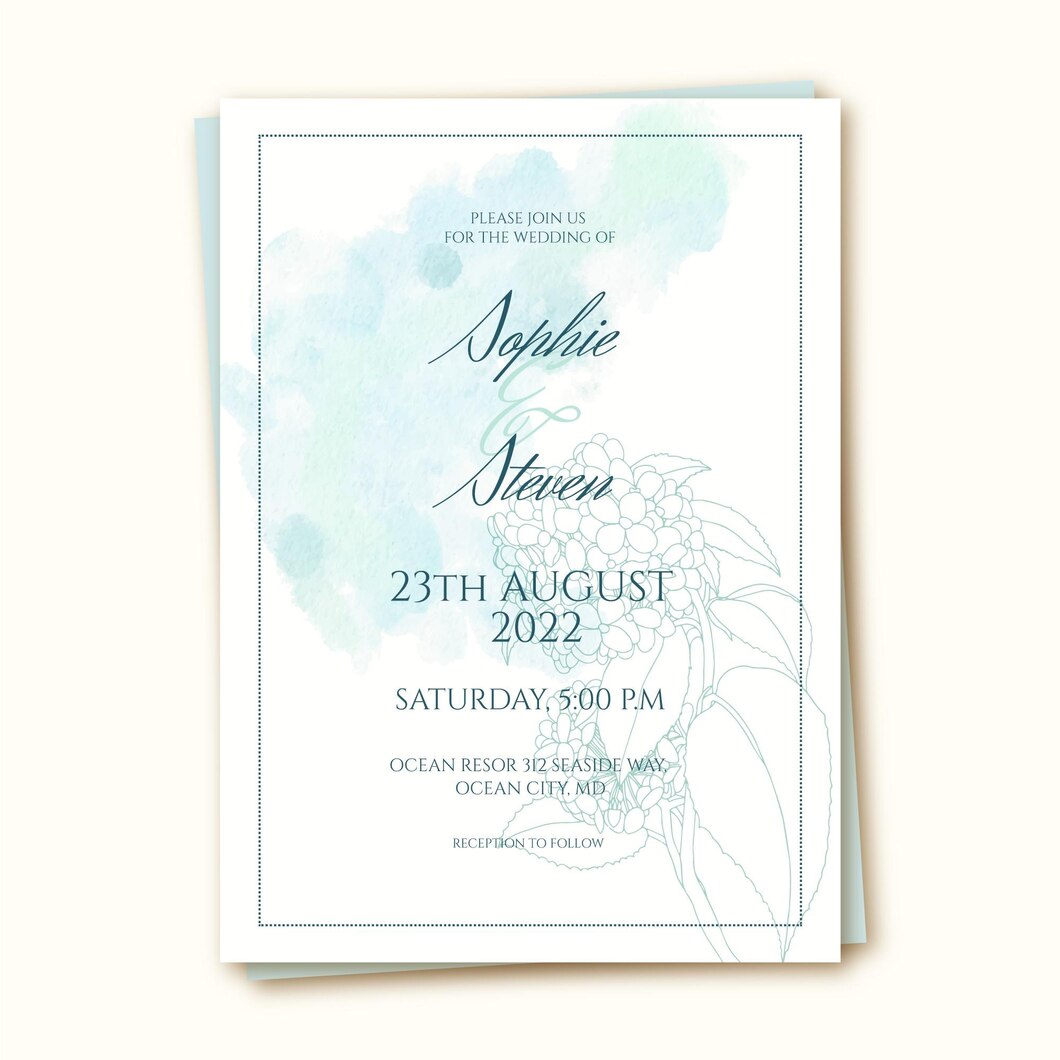 PLEASE JOIN US
FOR THE WEDDING OF
Sophie
&
Steven
23TH AUGUST
2022
SATURDAY, 5:00 P.M
OCEAN RESOR 312 SEASIDE WAY,
OCEAN CITY, MD
RECEPTION TO FOLLOW